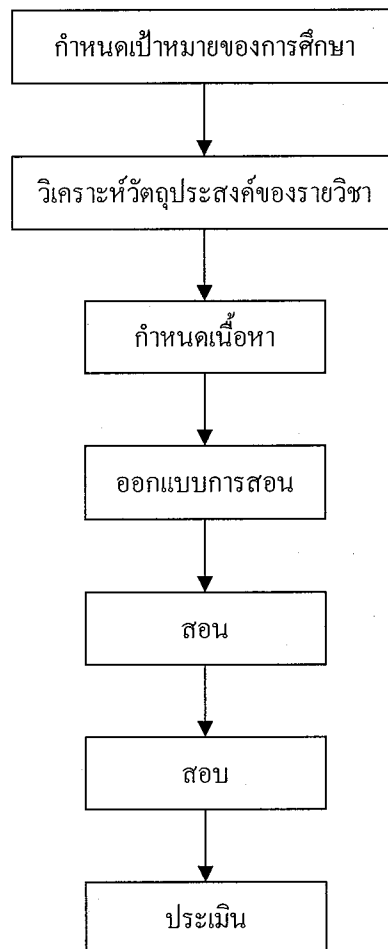 กำหนดเป้าหมายของการศึกษา
วิเคราะห์วัตถุประสงค์ของรายวิชา
กำหนดเนื้อหา
ออกแบบการสอน
สอน
สอบ
ประเมิน